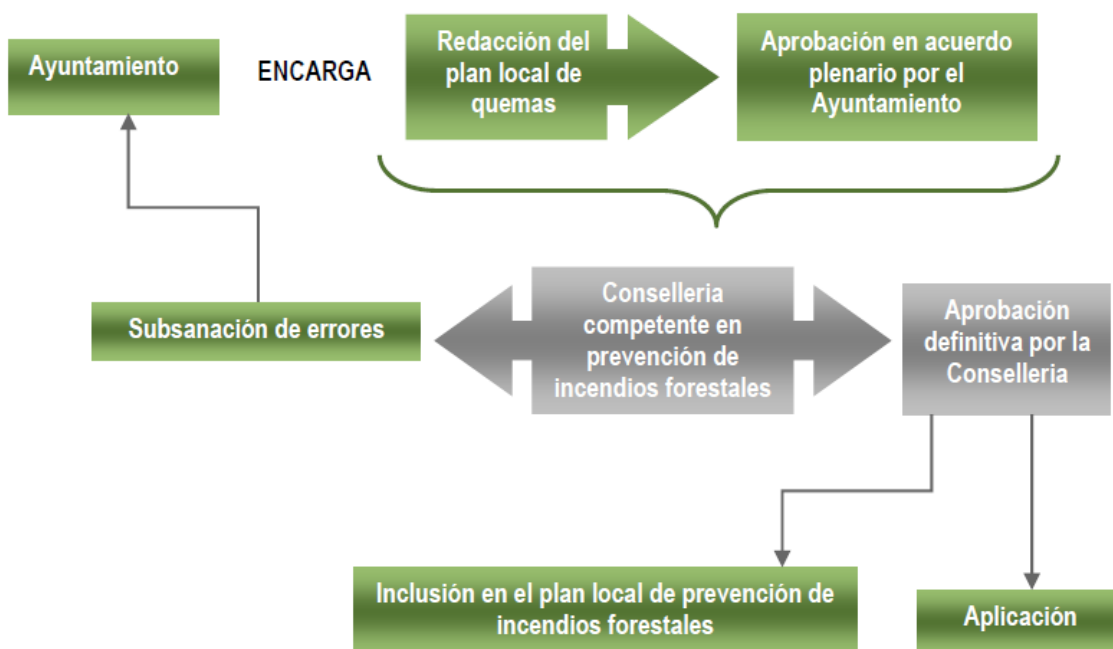 Ayuntamiento
ENCARGA
Redacción del
plan local de
quemas
Aprobación en acuerdo
plenario por el
Ayuntamiento
Subsanación de errores
Conselleria
competente en
prevención de
incendios forestales
Aprobación
definitiva por la
Conselleria
Inclusión en el plan local de prevención de
incendios forestales
Aplicación